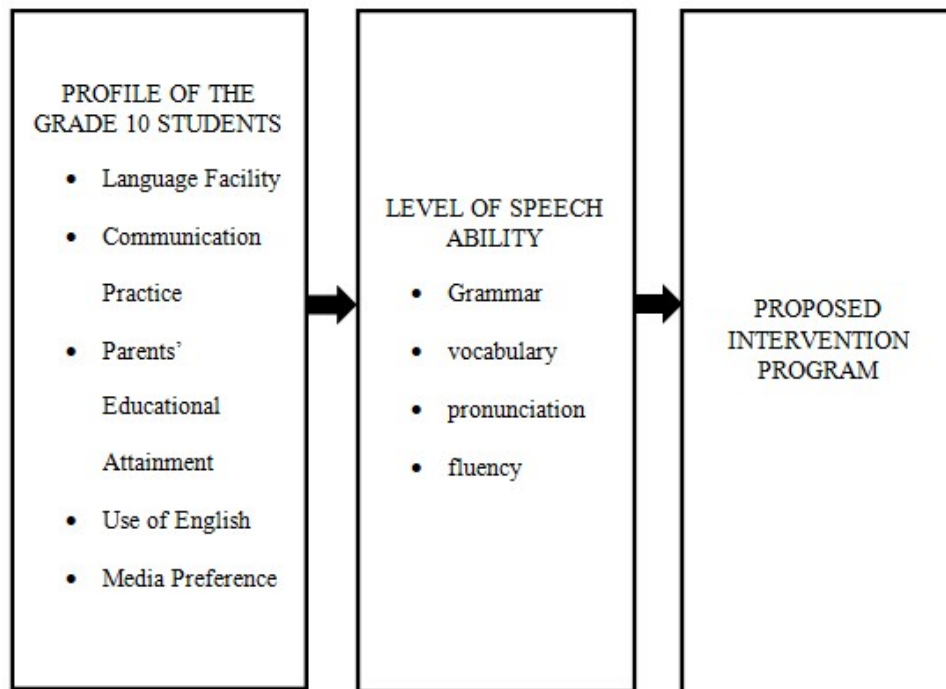 PROFILE OF THE
GRADE 10 STUDENTS
• Language Facility
• Communication
Practice
• Parents’
Educational
Attainment
• Use of English
• Media Preference
LEVEL OF SPEECH
ABILITY
• Grammar
• vocabulary
• pronunciation
• fluency
PROPOSED
INTERVENTION
PROGRAM